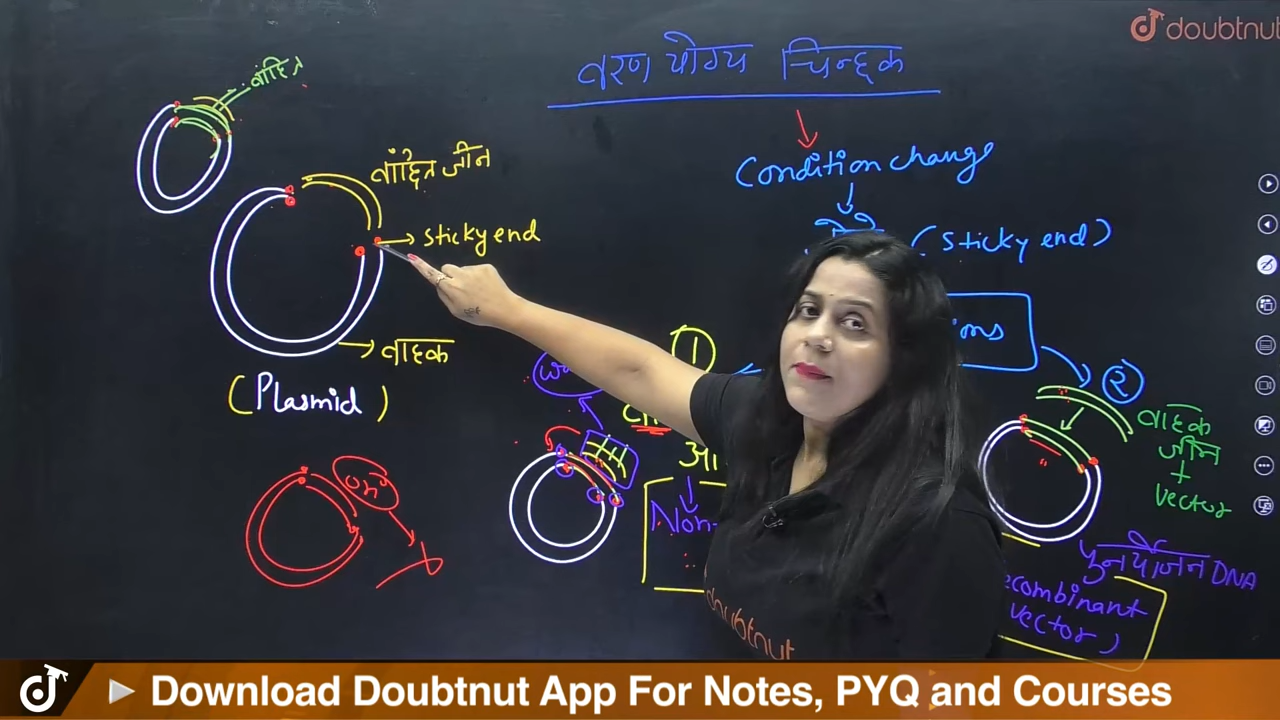 doubtnut
वरण योग्य चिन्हक
Condition change
(Sticky end)
वांछित
वांछित जीन
sticky end
वाहक
(Plasmid)
ori
1
2
वाहक
जीन
+
vector
Non-
पुनर्योजन DNA
recombinant
vector)
doubtnut
Download Doubtnut App For Notes, PYQ and Courses